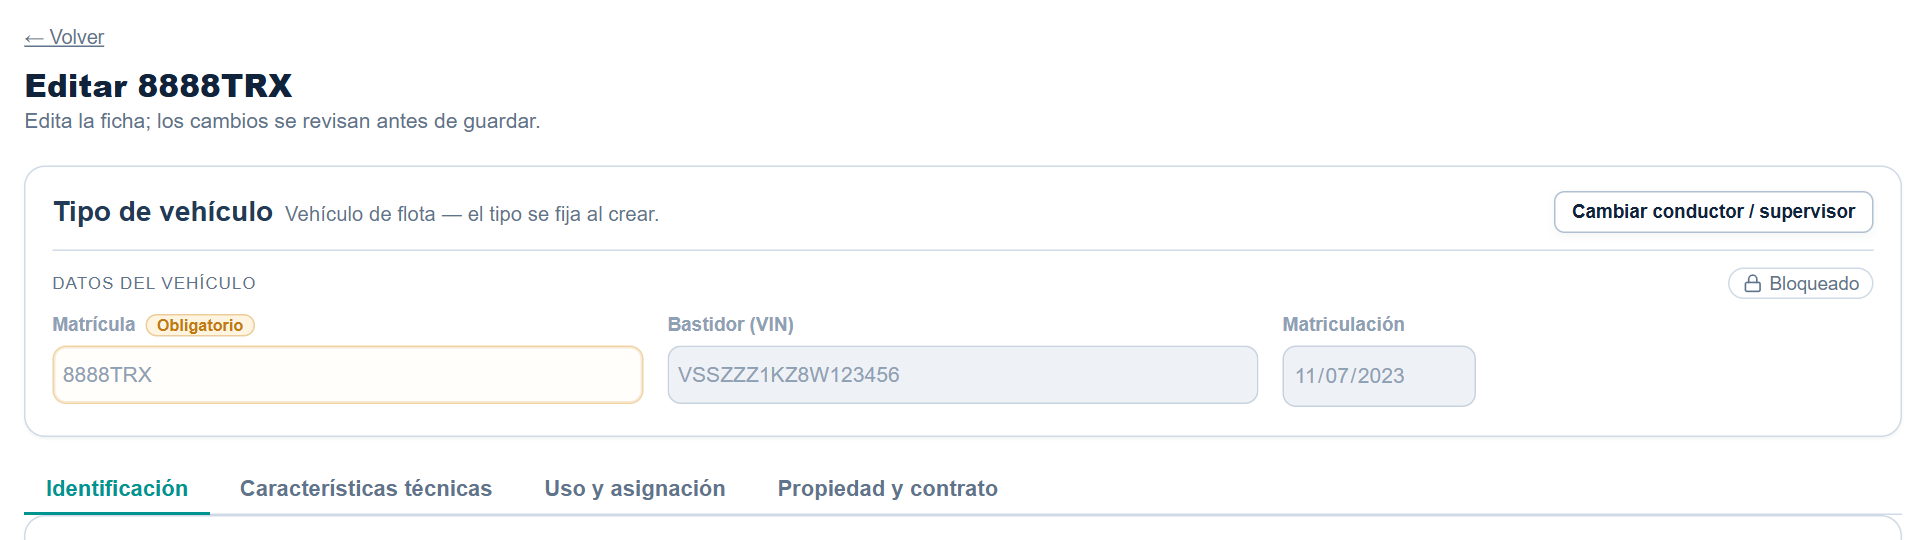 ← Volver
Editar 8888TRX
Edita la ficha; los cambios se revisan antes de guardar.
Tipo de vehículo Vehículo de flota — el tipo se fija al crear. Cambiar conductor / supervisor
DATOS DEL VEHÍCULO Bloqueado
Matrícula Obligatorio Bastidor (VIN) Matriculación
8888TRX VSSZZZ1KZ8W123456 11/07/2023
Identificación Características técnicas Uso y asignación Propiedad y contrato